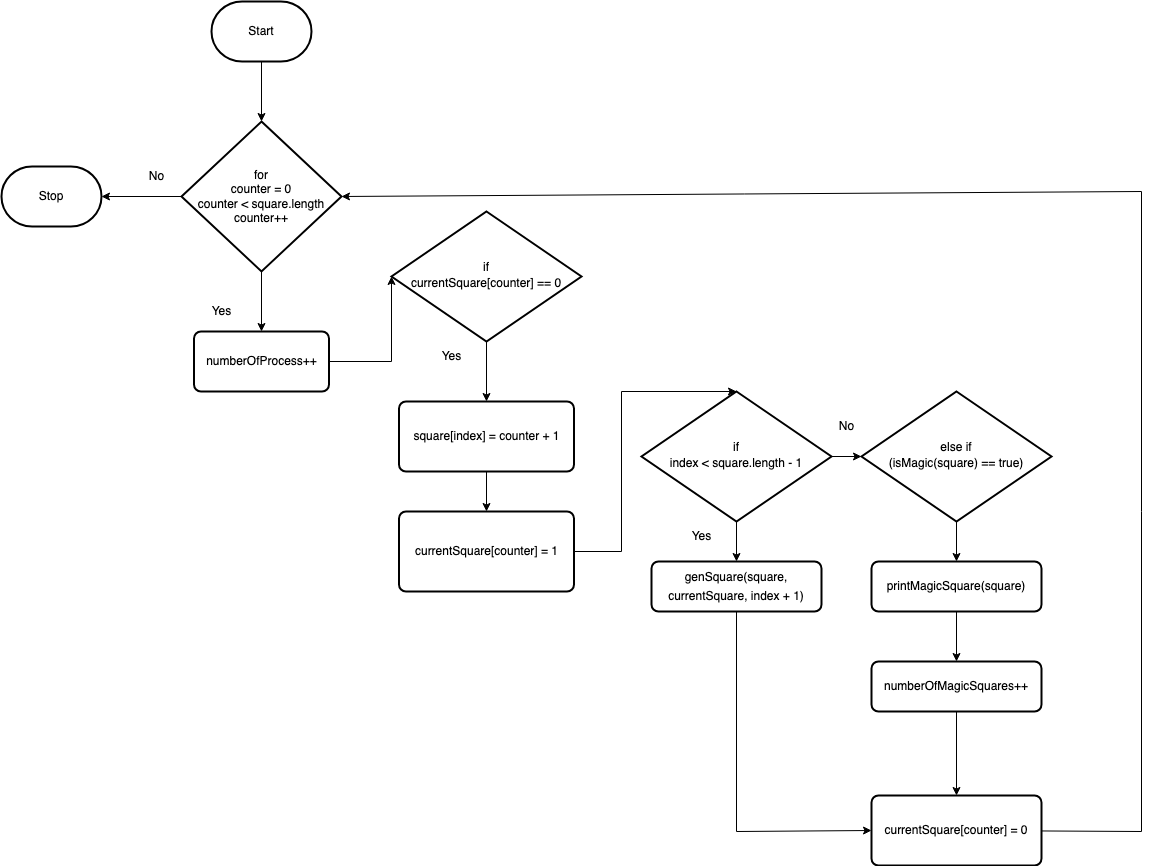 Start
for
counter = 0
counter < square.length
counter++
No
Stop
Yes
numberOfProcess++
if
currentSquare[counter] == 0
Yes
square[index] = counter + 1
currentSquare[counter] = 1
if
index < square.length - 1
No
else if
(isMagic(square) == true)
Yes
genSquare(square,
currentSquare, index + 1)
printMagicSquare(square)
numberOfMagicSquares++
currentSquare[counter] = 0